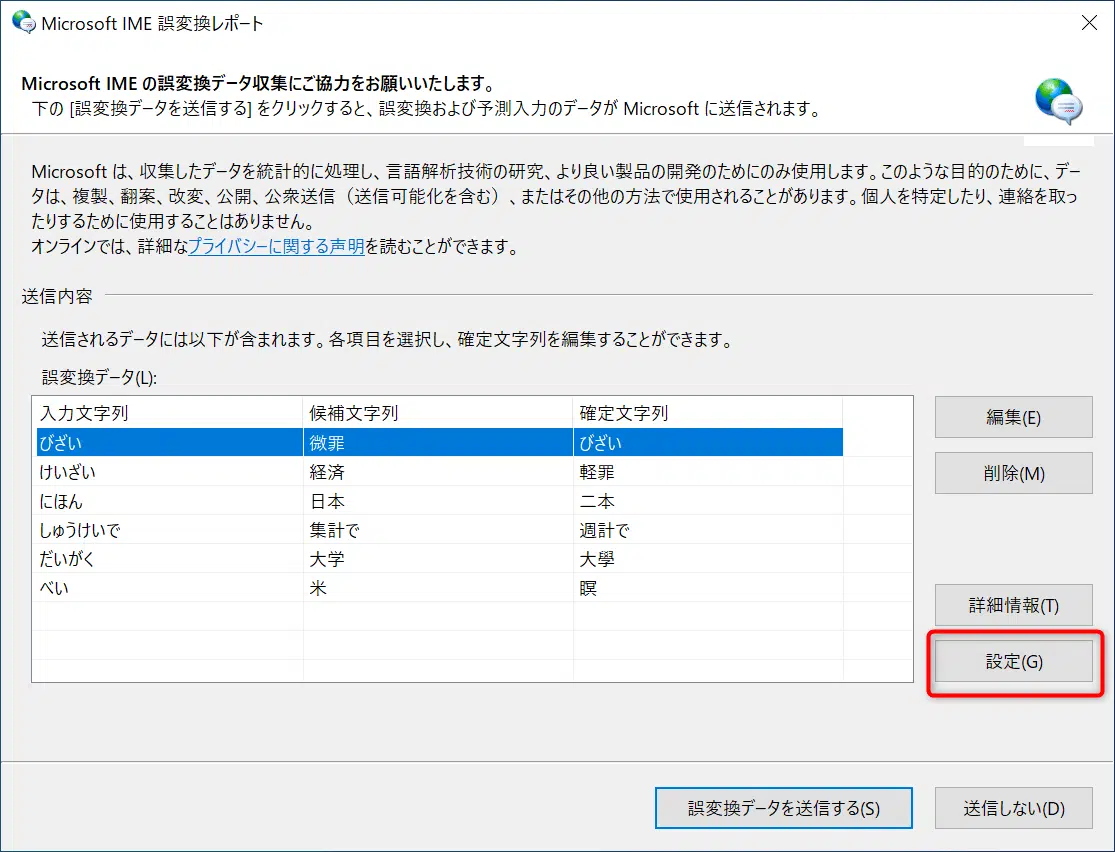 Microsoft IME 誤変換レポート
Microsoft IME の誤変換データ収集にご協力をお願いいたします。
下の [誤変換データを送信する] をクリックすると、誤変換および予測入力のデータが Microsoft に送信されます。
Microsoft は、収集したデータを統計的に処理し、言語解析技術の研究、より良い製品の開発のためにのみ使用します。このような目的のために、デー
タは、複製、翻案、改変、公開、公衆送信（送信可能化を含む）、またはその他の方法で使用されることがあります。個人を特定したり、連絡を取っ
たりするために使用することはありません。
オンラインでは、詳細なプライバシーに関する声明を読むことができます。
送信内容
送信されるデータには以下が含まれます。各項目を選択し、確定文字列を編集することができます。
誤変換データ(L):
入力文字列 候補文字列 確定文字列
びざい 微罪 びざい
けいざい 経済 軽罪
にほん 日本 二本
しゅうけいで 集計で 週計で
だいがく 大学 大學
べい 米 瞑
編集(E)
削除(M)
詳細情報(T)
設定(G)
誤変換データを送信する(S) 送信しない(D)